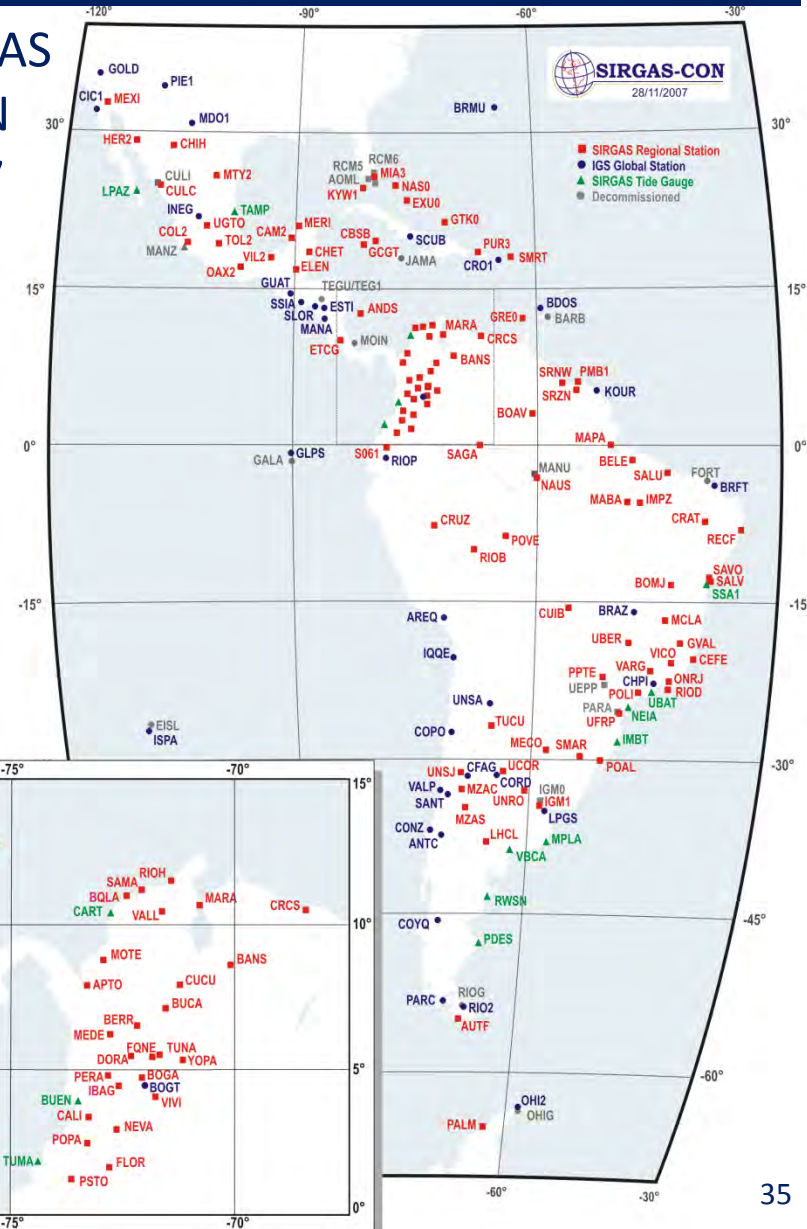 -120°
-90°
-60°
-30°
AS
N
7
GOLD
PIE1
CIC1
MEXI
MDO1
BRMU
SIRGAS-CON
28/11/2007
30°
30°
HER2
CHIH
SIRGAS Regional Station
IGS Global Station
SIRGAS Tide Gauge
Decommissioned
RCM6
RCM5
MIA3
AOML
NAS0
KYW1
EXU0
CULI
CULC
MTY2
LPAZ
INEG
TAMP
GTK0
UGTO
MERI
COL2
TOL2
CAM2
CBSB
SCUB
PUR3
MANZ
VIL2
CHET
GCGT
JAMA
SMRT
OAX2
ELEN
CRO1
15°
15°
GUAT
TEGU/TEG1
SSIA
ESTI
ANDS
BDOS
SLOR
GRE0
BARB
MANA
MARA
ETCG
MOIN
CRCS
BANS
SRNW
PMB1
SRZN
KOUR
BOAV
0°
0°
MAPA
GLPS
S061
SAGA
GALA
RIOP
BELE
MANU
SALU
FORT
NAUS
BRFT
MABA
IMPZ
CRUZ
CRAT
POVE
RECF
RIOB
SAVO
SALV
BOMJ
SSA1
-15°
-15°
CUIB
BRAZ
AREQ
MCLA
UBER
GVAL
IQQE
VICO
CEFE
VARG
PPTE
CHPI
ONRJ
UEPP
POLI
RIOD
UNSA
UBAT
PARA
NEIA
EISL
TUCU
UFRP
ISPA
COPO
IMBT
MECO
SMAR
-30°
POAL
-30°
UNSJ
CFAG
UCOR
VALP
MZAC
CORD
SANT
UNRO
IGM0
IGM1
MZAS
LPGS
CONZ
ANTC
LHCL
MPLA
VBCA
RWSN
-45°
COYQ
PDES
PARC
RIOG
RIO2
AUTF
-60°
OHI2
OHIG
PALM
-60°
-30°
-75°
-70°
15°
RIOH
SAMA
BQLA
MARA
CART
VALL
CRCS
10°
MOTE
BANS
APTO
CUCU
BUCA
BERR
MEDE
FQNE
TUNA
DORA
YOPA
5°
PERA
BOGA
IBAG
BOGT
BUEN
VIVI
CALI
NEVA
POPA
TUMA
FLOR
PSTO
0°
-75°
-70°
35